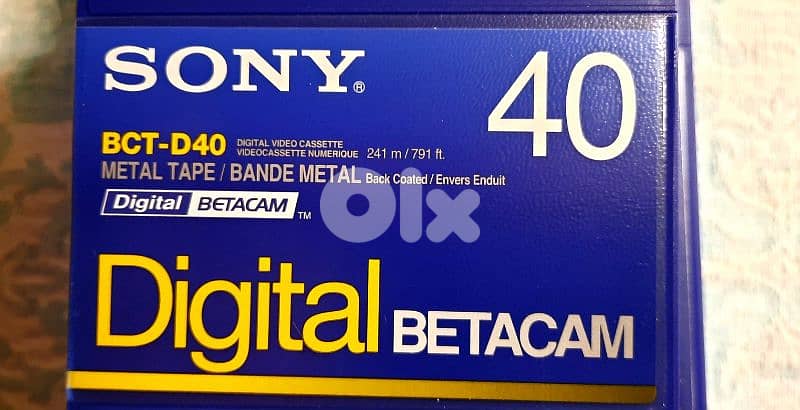 SONY®
40
BCT-D40 DIGITAL VIDEO CASSETTE
VIDEOCASSETTE NUMERIQUE 241 m / 791 ft.
METAL TAPE / BANDE METAL Back Coated / Envers Enduit
Digital BETACAM ™
olx
Digital BETACAM